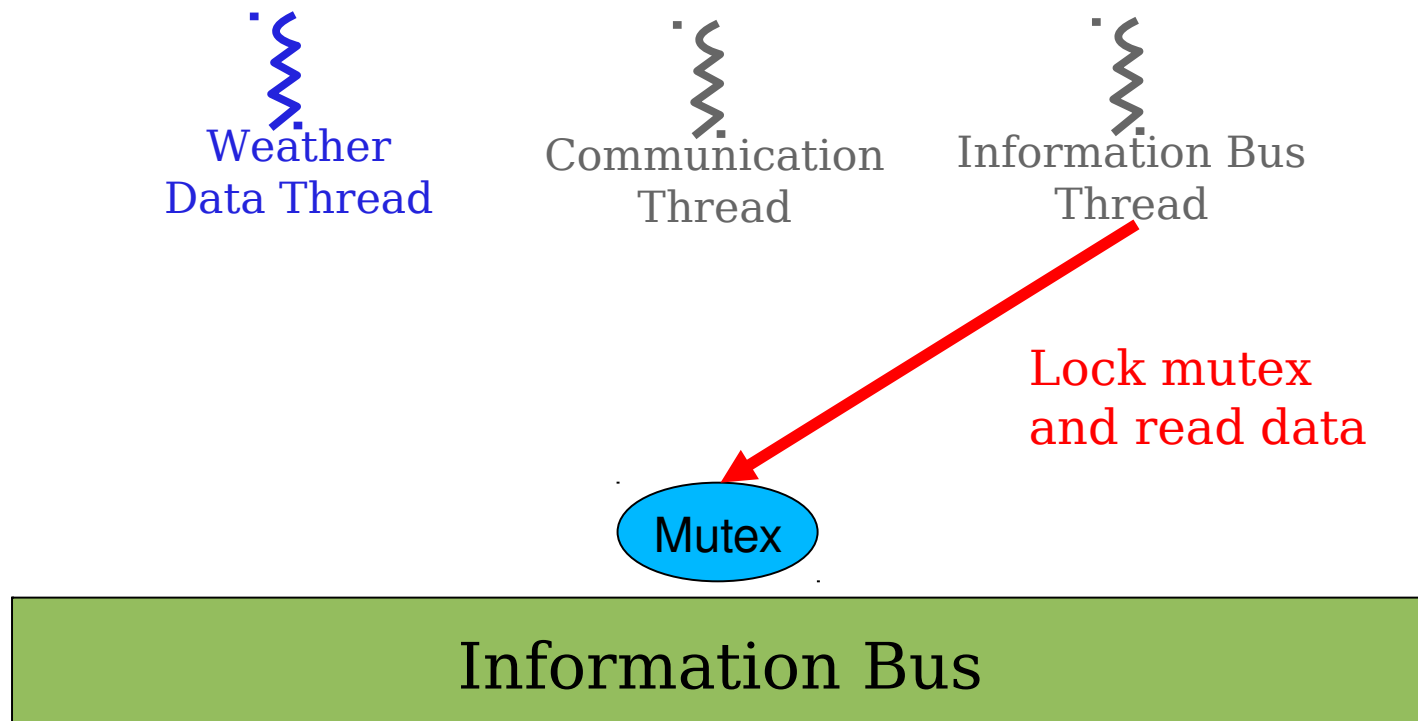 Weather
Data Thread
Communication
Thread
Information Bus
Thread
Lock mutex
and read data
Mutex
Information Bus